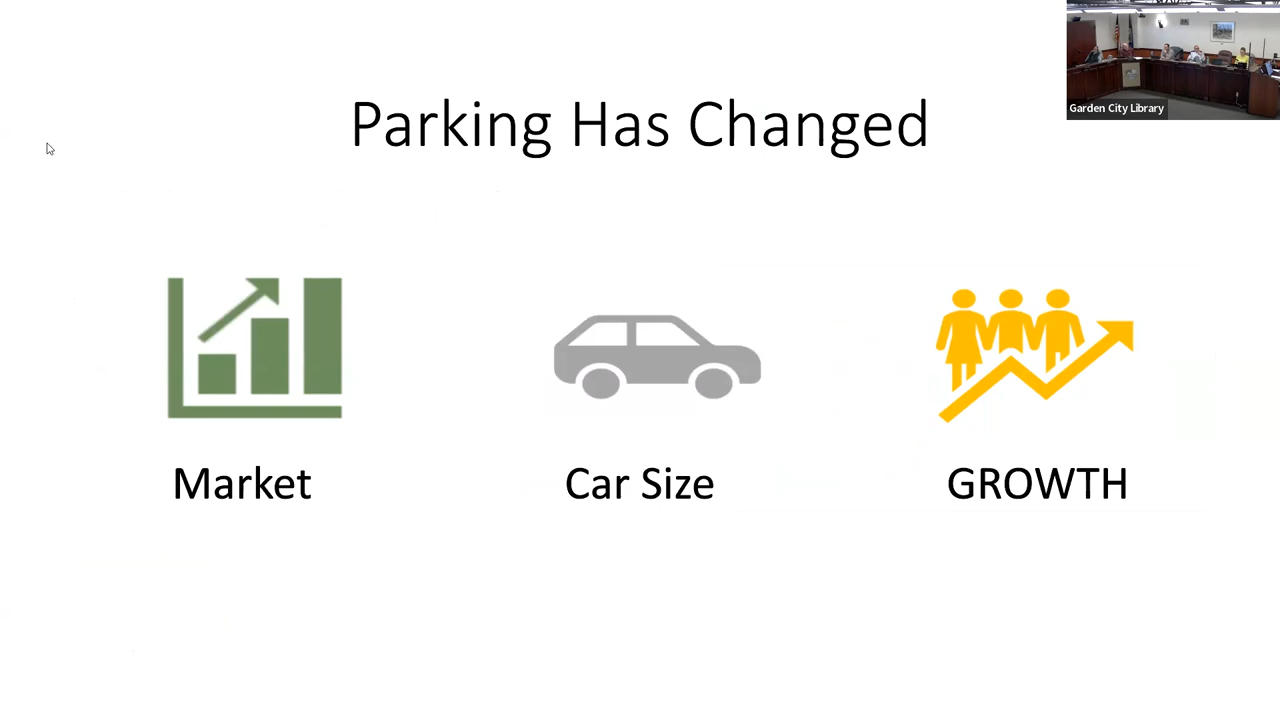 Garden City Library
Parking Has Changed
Market
Car Size
GROWTH